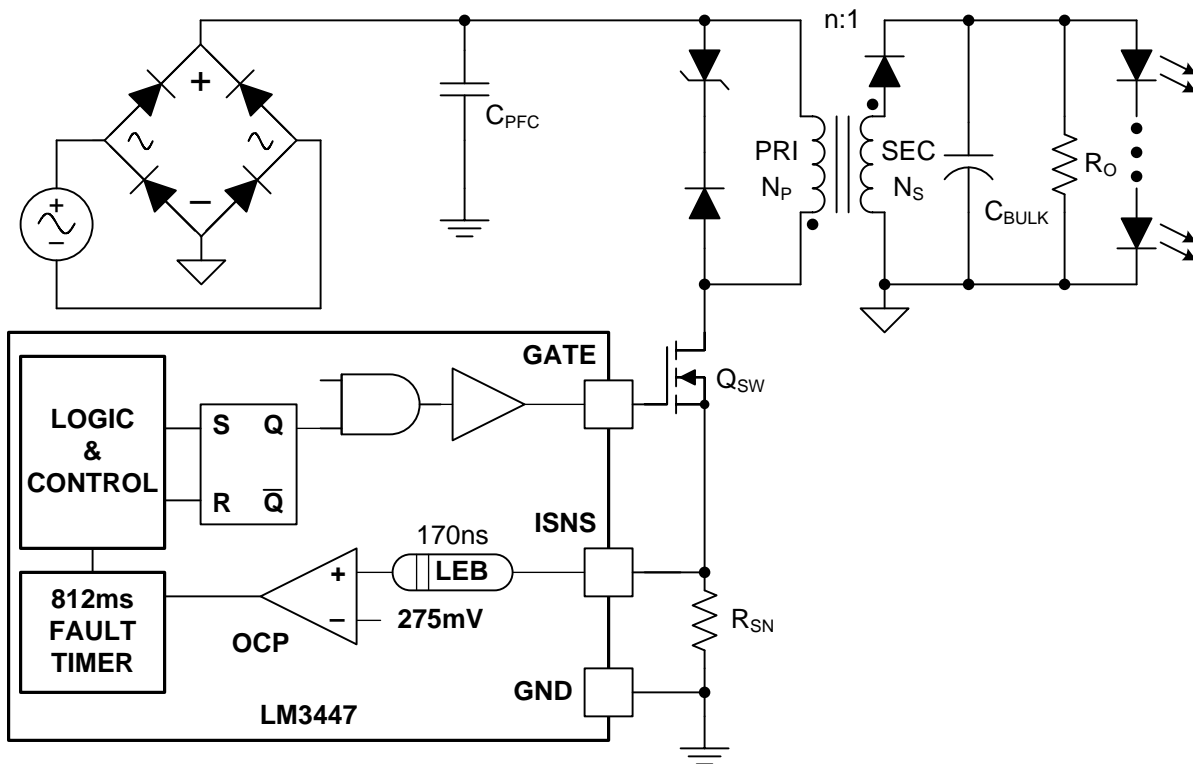 n:1
+
C_PFC
PRI
N_P
SEC
N_S
C_BULK
R_O
−
+
−
GATE
Q_SW
LOGIC
&
CONTROL
S Q
R Q̅
ISNS
170ns
LEB
+
−
275mV
OCP
812ms
FAULT
TIMER
R_SN
GND
LM3447